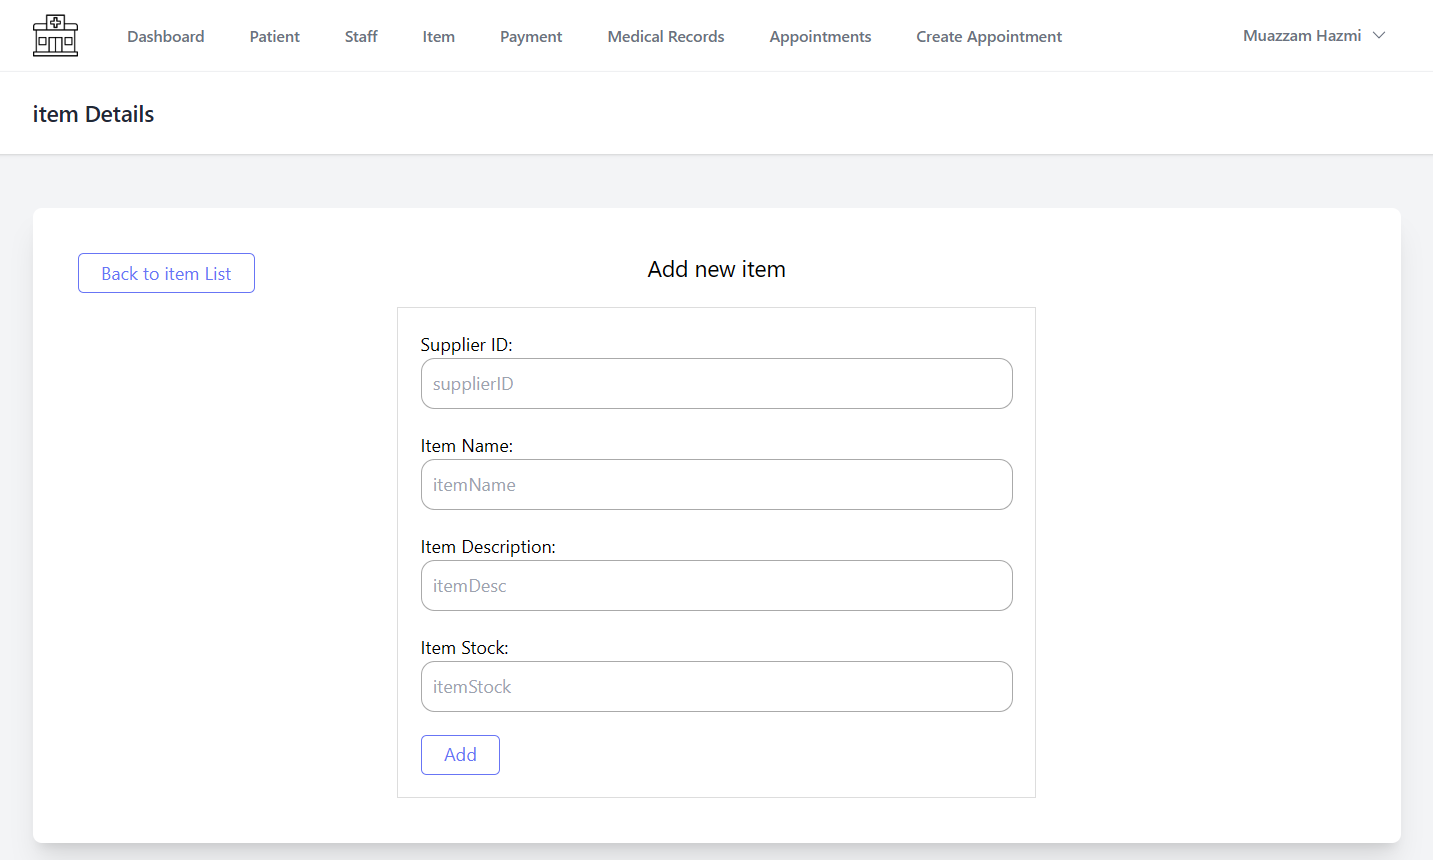 Dashboard Patient Staff Item Payment Medical Records Appointments Create Appointment Muazzam Hazmi
item Details
Back to item List
Add new item
Supplier ID:
supplierID
Item Name:
itemName
Item Description:
itemDesc
Item Stock:
itemStock
Add